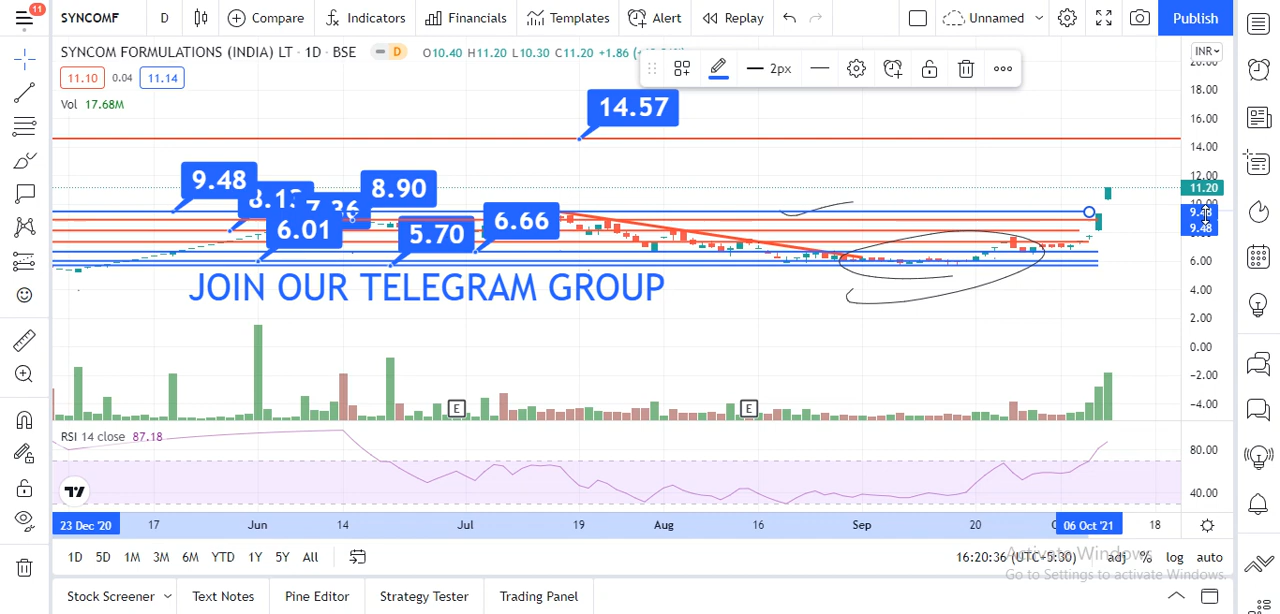 11
SYNCOMF
D
Compare
Indicators
Financials
Templates
Alert
Replay
Unnamed
Publish
SYNCOM FORMULATIONS (INDIA) LT · 1D · BSE
D
O10.40 H11.20 L10.30 C11.20 +1.86
INR
11.10
0.04
11.14
2px
Vol 17.68M
14.57
9.48
8.90
6.01
5.70
6.66
JOIN OUR TELEGRAM GROUP
18.00
16.00
14.00
12.00
11.20
9.48
6.00
4.00
2.00
0.00
−2.00
−4.00
E
E
RSI 14 close 87.18
80.00
40.00
23 Dec '20
17
Jun
14
Jul
19
Aug
16
Sep
20
06 Oct '21
18
1D
5D
1M
3M
6M
YTD
1Y
5Y
All
16:20:36 (UTC+5:30)
adj
%
log
auto
Activate Windows
Go to Settings to activate Windows.
Stock Screener
Text Notes
Pine Editor
Strategy Tester
Trading Panel